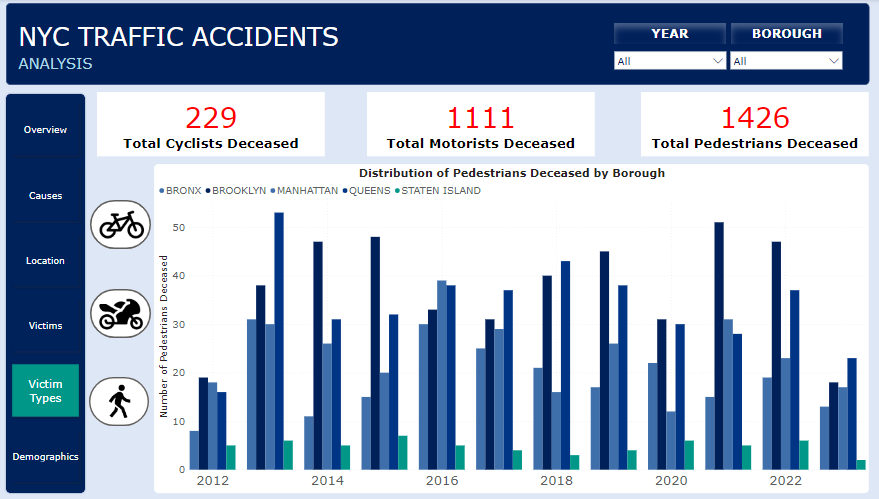 NYC TRAFFIC ACCIDENTS
ANALYSIS
YEAR
BOROUGH
All
All
Overview
Causes
Location
Victims
Victim
Types
Demographics
229
Total Cyclists Deceased
1111
Total Motorists Deceased
1426
Total Pedestrians Deceased
Distribution of Pedestrians Deceased by Borough
BRONX BROOKLYN MANHATTAN QUEENS STATEN ISLAND
Number of Pedestrians Deceased
50
40
30
20
10
0
2012 2014 2016 2018 2020 2022